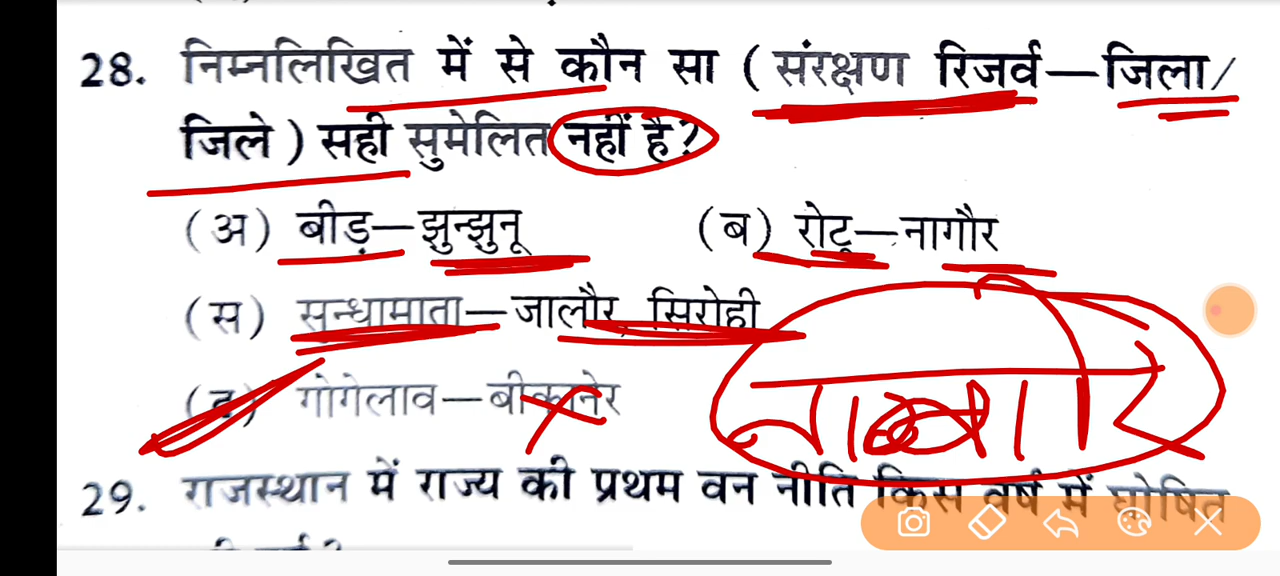 28. निम्नलिखित में से कौन सा ( संरक्षण रिजर्व—जिला/
जिले ) सही सुमेलित नहीं है?
(अ) बीड़—झुन्झुनू (ब) रोटू—नागौर
(स) सुन्धामाता—जालौर, सिरोही
(द) गोगेलाव—बीकानेर
29. राजस्थान में राज्य की प्रथम वन नीति किस वर्ष में घोषित